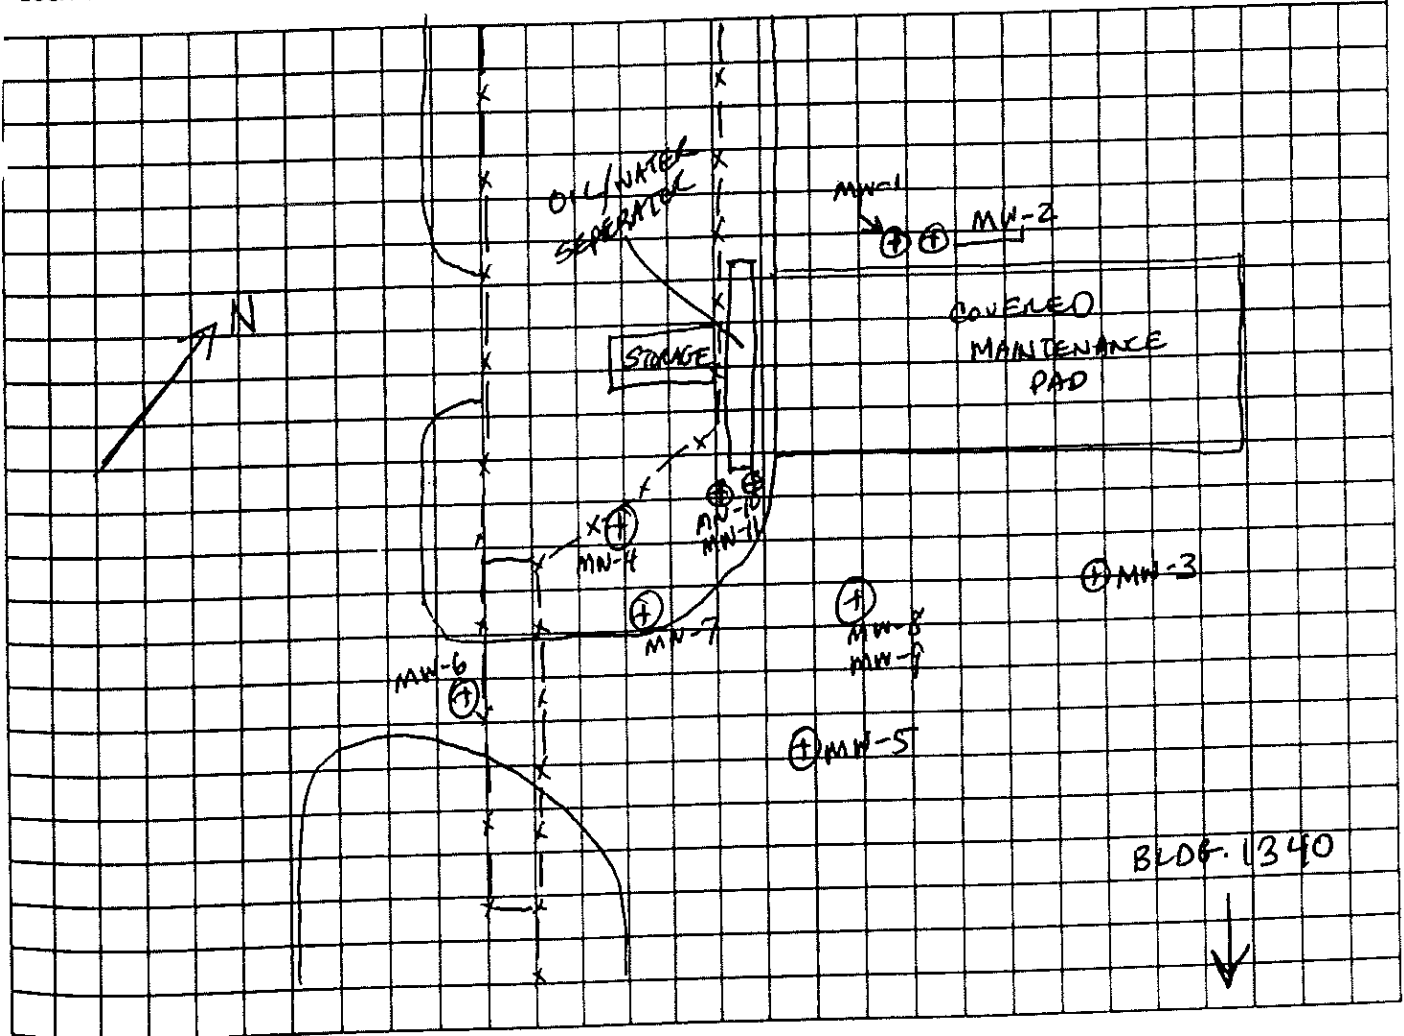 OIL/WATER
SEPERATOR
MW-1
MW-2
N
STORAGE
COVERED
MAINTENANCE
PAD
MW-10
MW-11
MW-4
MW-3
MW-7
MW-8
MW-9
MW-6
MW-5
BLDG. 1340